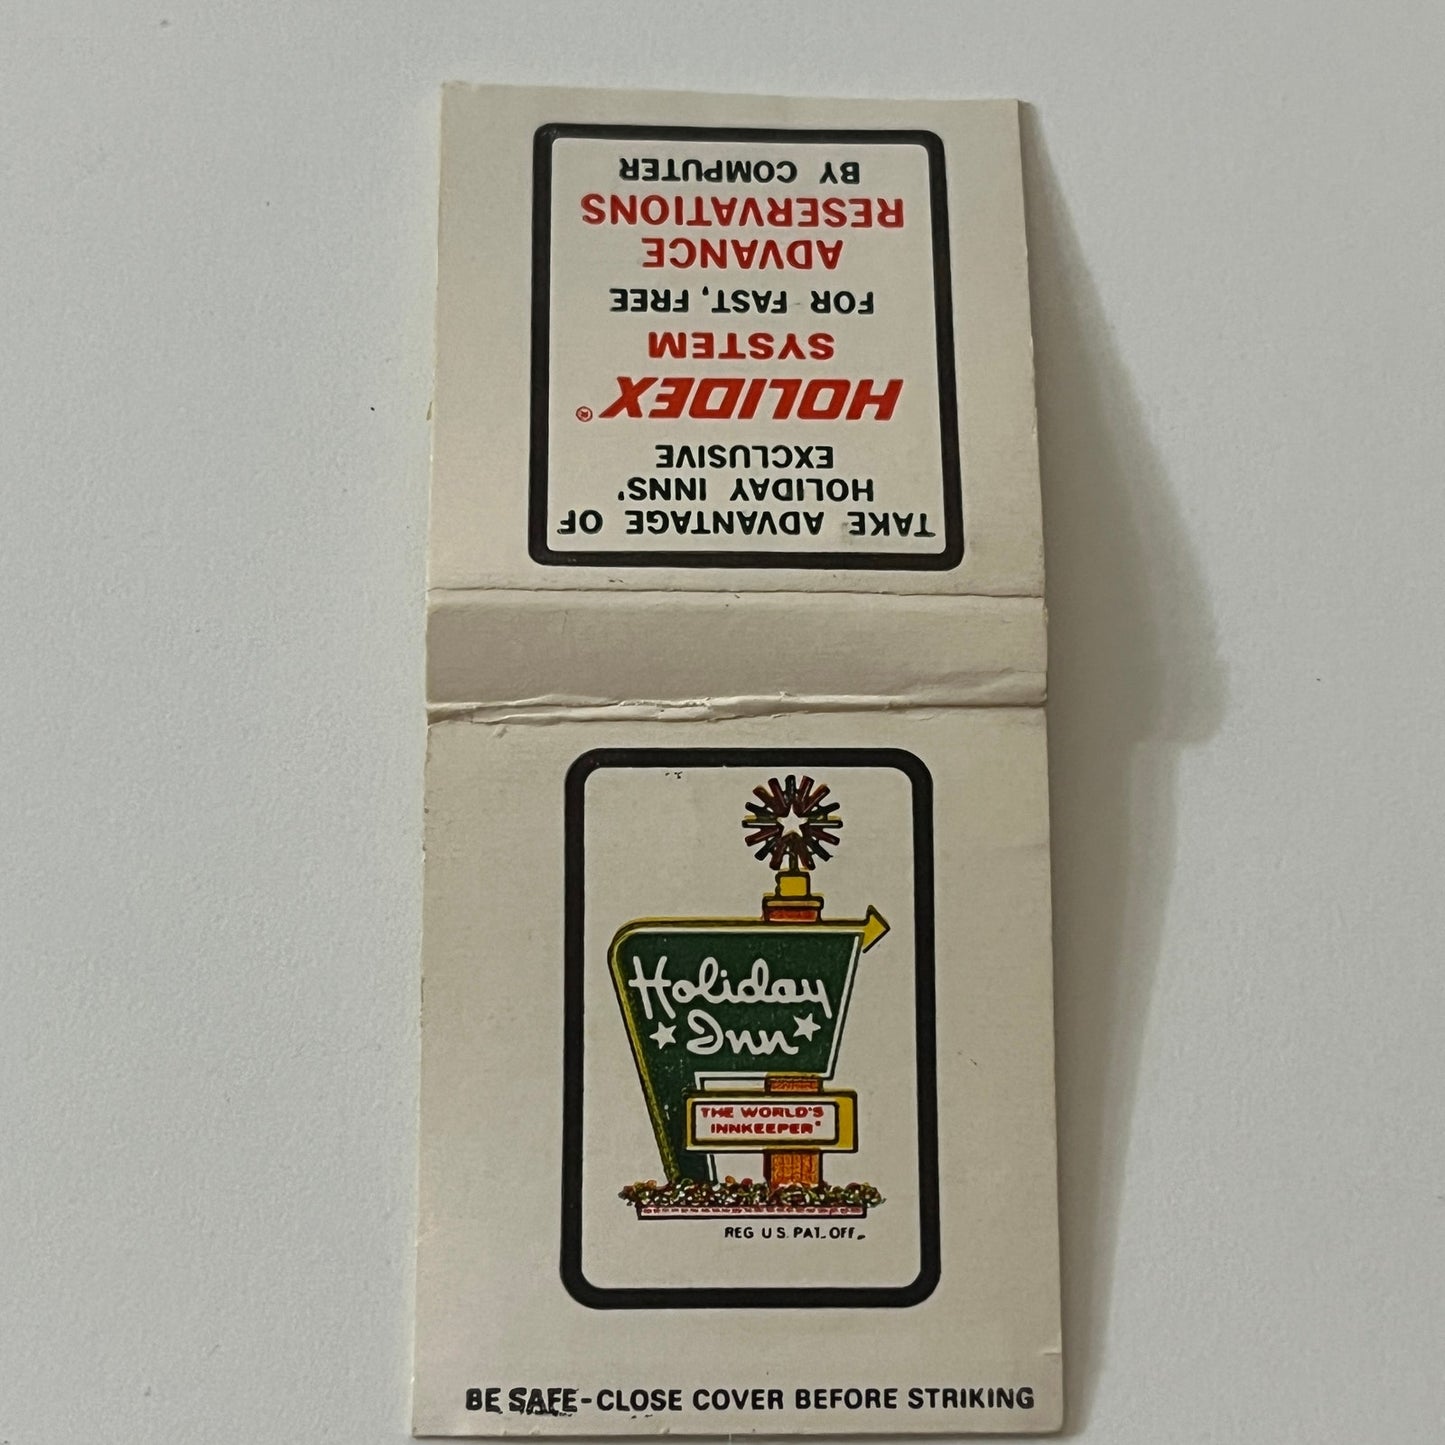 TAKE ADVANTAGE OF
HOLIDAY INNS'
EXCLUSIVE
HOLIDEX®
SYSTEM
FOR FAST, FREE
ADVANCE
RESERVATIONS
BY COMPUTER
Holiday
Inn
THE WORLD'S
INNKEEPER®
REG U S. PAT. OFF.
BE SAFE-CLOSE COVER BEFORE STRIKING